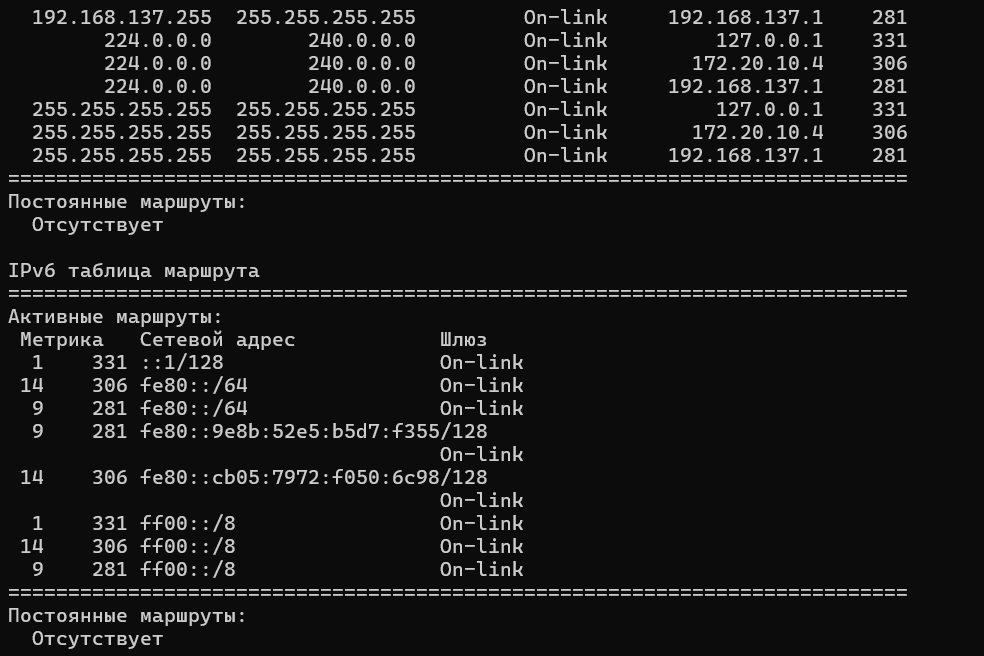 192.168.137.255  255.255.255.255         On-link     192.168.137.1    281
        224.0.0.0        240.0.0.0         On-link         127.0.0.1    331
        224.0.0.0        240.0.0.0         On-link       172.20.10.4    306
        224.0.0.0        240.0.0.0         On-link     192.168.137.1    281
  255.255.255.255  255.255.255.255         On-link         127.0.0.1    331
  255.255.255.255  255.255.255.255         On-link       172.20.10.4    306
  255.255.255.255  255.255.255.255         On-link     192.168.137.1    281
===========================================================================
Постоянные маршруты:
  Отсутствует

IPv6 таблица маршрута
===========================================================================
Активные маршруты:
 Метрика   Сетевой адрес            Шлюз
  1    331 ::1/128                  On-link
 14    306 fe80::/64                On-link
  9    281 fe80::/64                On-link
  9    281 fe80::9e8b:52e5:b5d7:f355/128
                                    On-link
 14    306 fe80::cb05:7972:f050:6c98/128
                                    On-link
  1    331 ff00::/8                 On-link
 14    306 ff00::/8                 On-link
  9    281 ff00::/8                 On-link
===========================================================================
Постоянные маршруты:
  Отсутствует